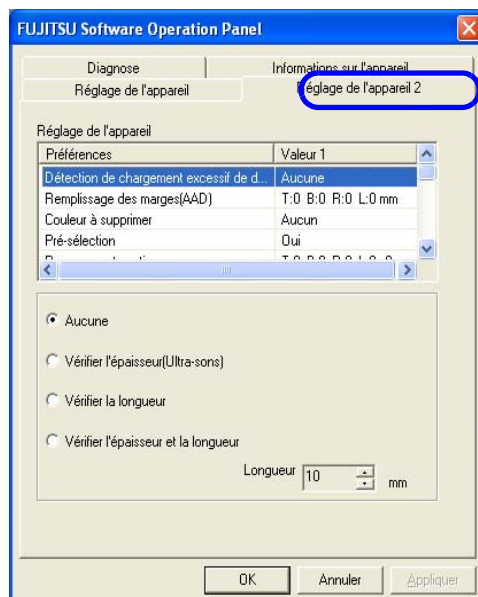 FUJITSU Software Operation Panel
Diagnose
Informations sur l'appareil
Réglage de l'appareil
Réglage de l'appareil 2
Réglage de l'appareil
Préférences
Valeur 1
Détection de chargement excessif de d...
Aucune
Remplissage des marges(AAD)
T:0 B:0 R:0 L:0 mm
Couleur à supprimer
Aucun
Pré-sélection
Oui
Aucune
Vérifier l'épaisseur(Ultra-sons)
Vérifier la longueur
Vérifier l'épaisseur et la longueur
Longueur 10 mm
OK
Annuler
Appliquer